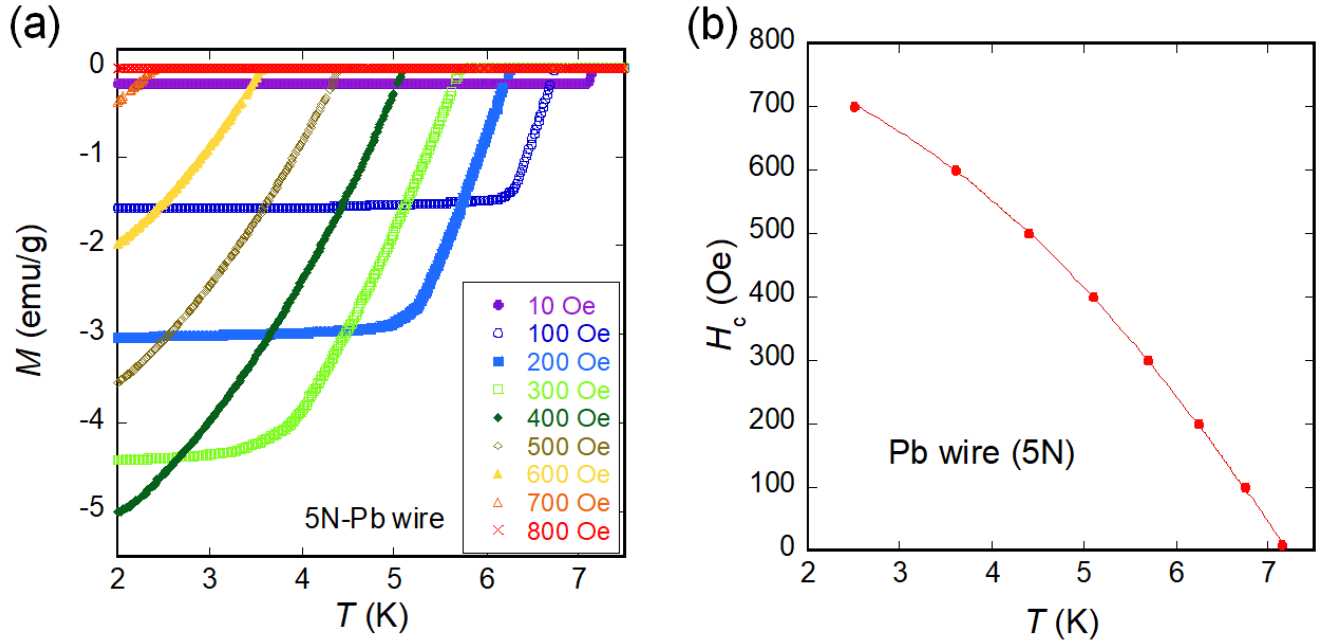 (a)
0
-1
-2
-3
-4
-5
M (emu/g)
10 Oe
100 Oe
200 Oe
300 Oe
400 Oe
500 Oe
600 Oe
700 Oe
800 Oe
5N-Pb wire
2 3 4 5 6 7
T (K)
(b)
800
700
600
500
400
300
200
100
0
Hc (Oe)
Pb wire (5N)
2 3 4 5 6 7
T (K)